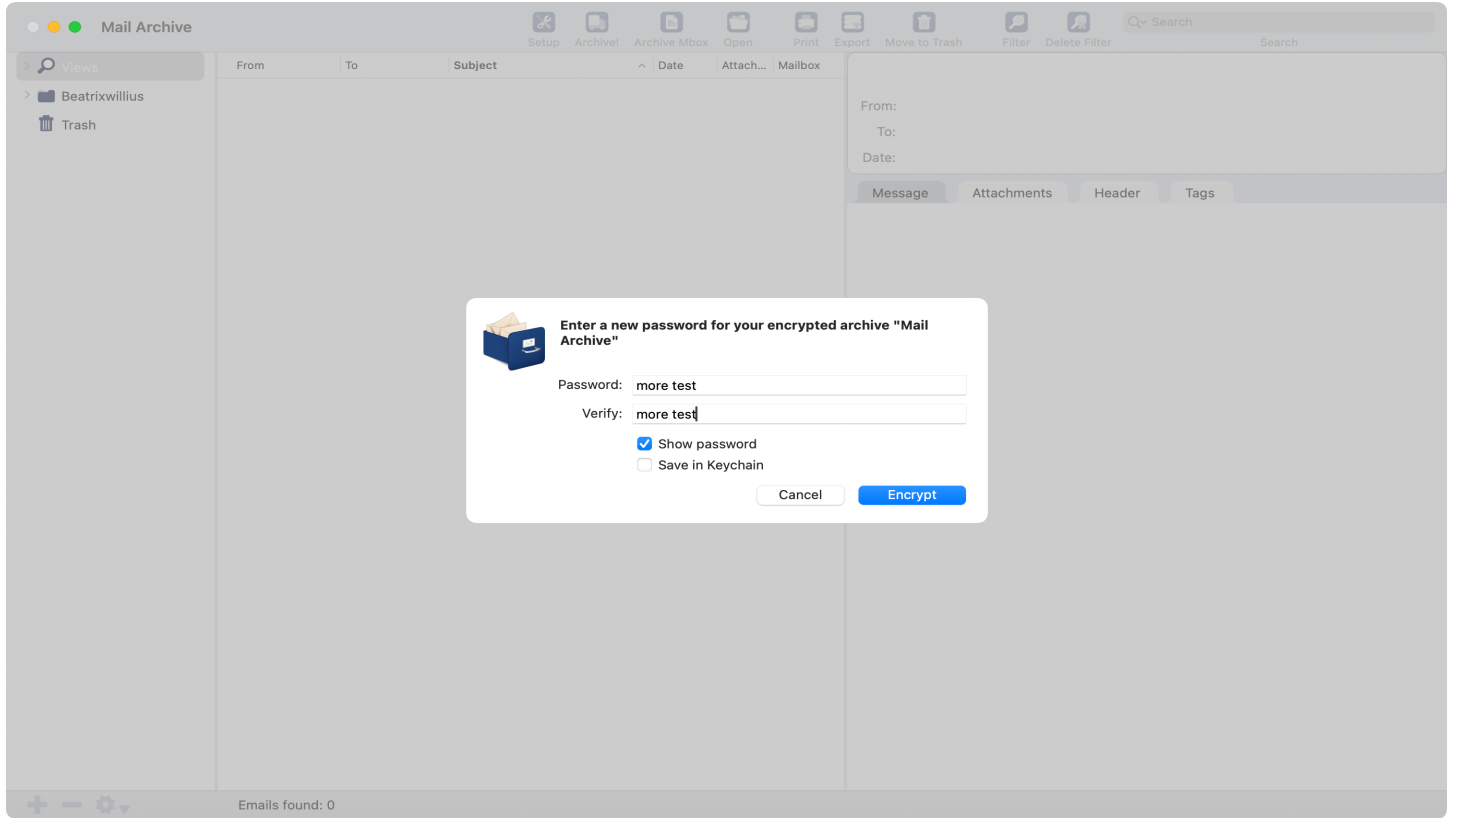 Mail Archive
Setup Archive! Archive Mbox Open Print Export Move to Trash Filter Delete Filter Search
Search
Views
Beatrixwillius
Trash
From To Subject Date Attach... Mailbox
From:
To:
Date:
Message Attachments Header Tags
Enter a new password for your encrypted archive "Mail
Archive"
Password: more test
Verify: more test
Show password
Save in Keychain
Cancel Encrypt
Emails found: 0